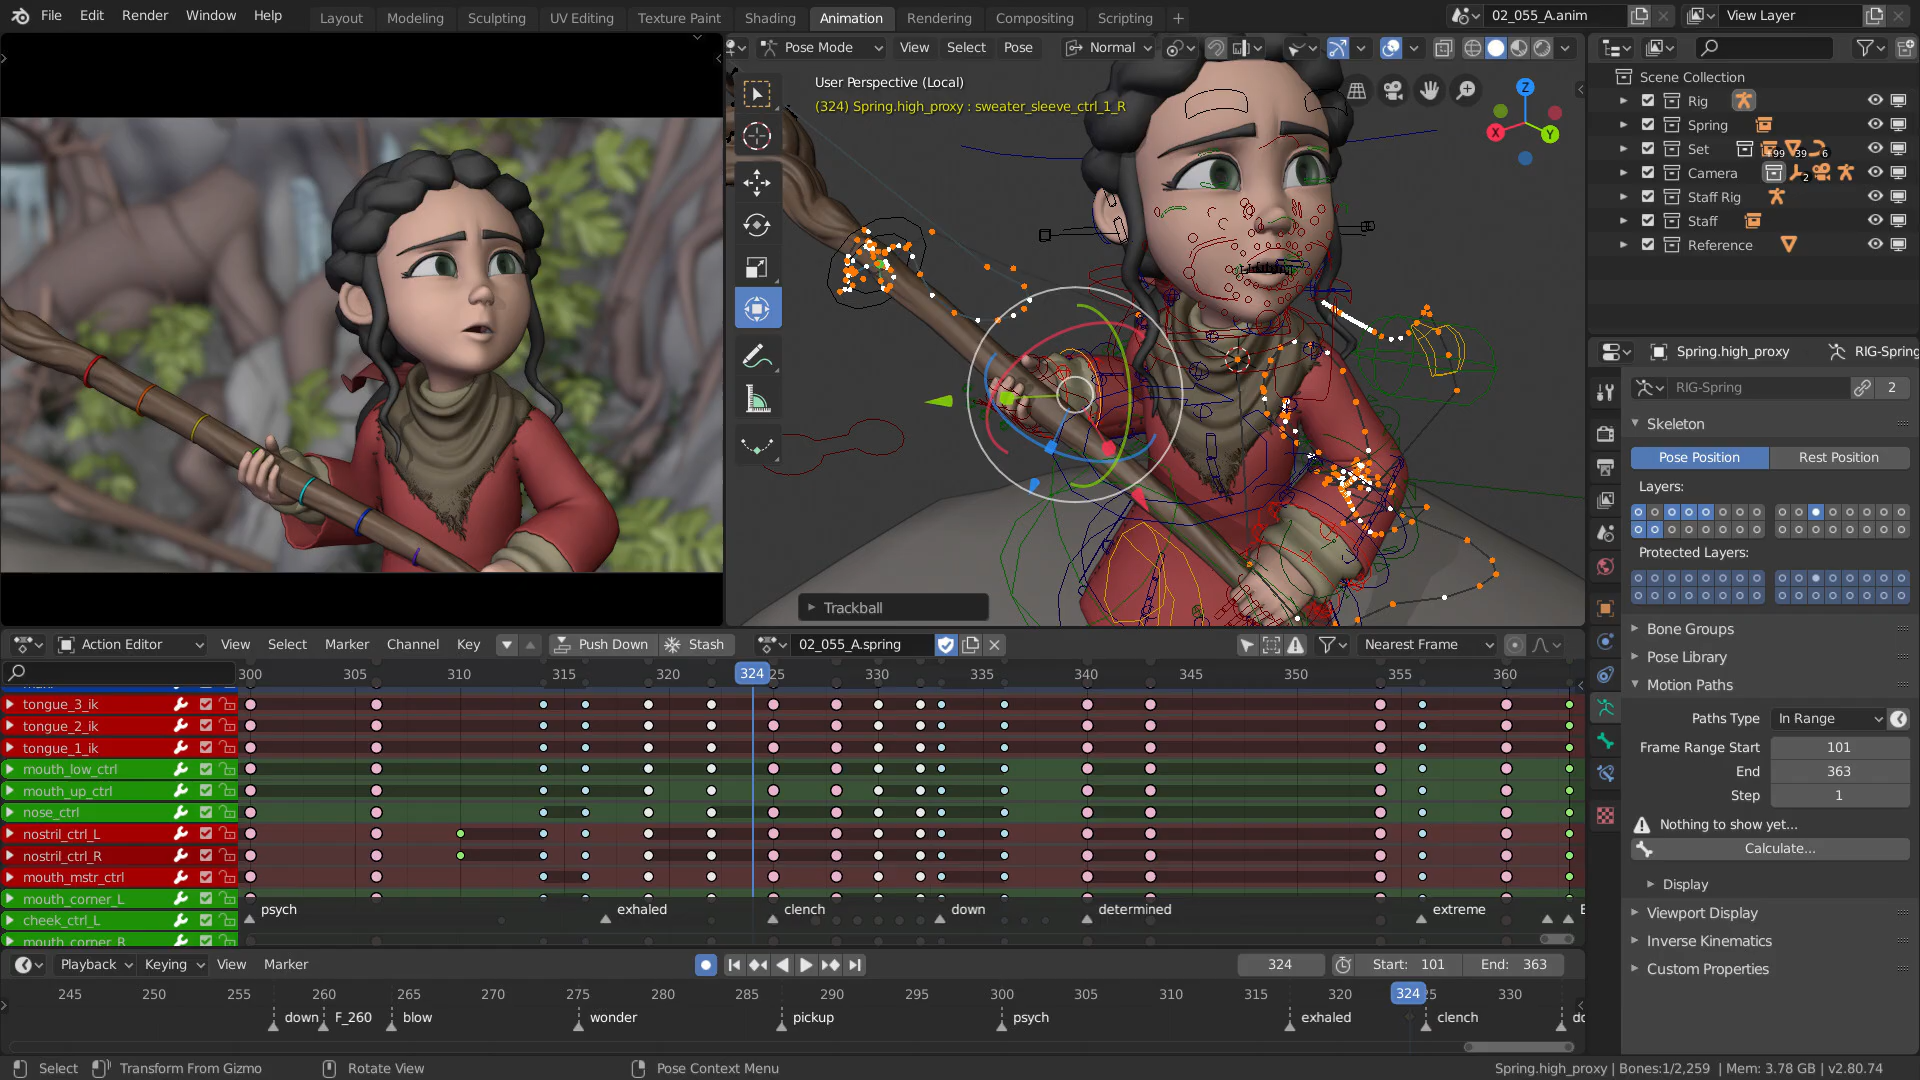 File Edit Render Window Help Layout Modeling Sculpting UV Editing Texture Paint Shading Animation Rendering Compositing Scripting + 02_055_A.anim View Layer
Pose Mode View Select Pose Normal
User Perspective (Local)
(324) Spring.high_proxy : sweater_sleeve_ctrl_1_R
Z
X
Y
Trackball
Scene Collection
Rig
Spring
Set 99 39 6
Camera 2
Staff Rig
Staff
Reference
Spring.high_proxy RIG-Spring
RIG-Spring 2
Skeleton
Pose Position Rest Position
Layers:
Protected Layers:
Bone Groups
Pose Library
Motion Paths
Paths Type In Range
Frame Range Start 101
End 363
Step 1
Nothing to show yet...
Calculate...
Display
Viewport Display
Inverse Kinematics
Custom Properties
Action Editor View Select Marker Channel Key Push Down Stash 02_055_A.spring Nearest Frame
300 305 310 315 320 324 25 330 335 340 345 350 355 360
tongue_3_ik
tongue_2_ik
tongue_1_ik
mouth_low_ctrl
mouth_up_ctrl
nose_ctrl
nostril_ctrl_L
nostril_ctrl_R
mouth_mstr_ctrl
mouth_corner_L
cheek_ctrl_L
mouth_corner_R
psych exhaled clench down determined extreme
Playback Keying View Marker 324 Start: 101 End: 363
245 250 255 260 265 270 275 280 285 290 295 300 305 310 315 320 324 5 330
down F_260 blow wonder pickup psych exhaled clench
Select Transform From Gizmo Rotate View Pose Context Menu Spring.high_proxy | Bones:1/2,259 | Mem: 3.78 GB | v2.80.74